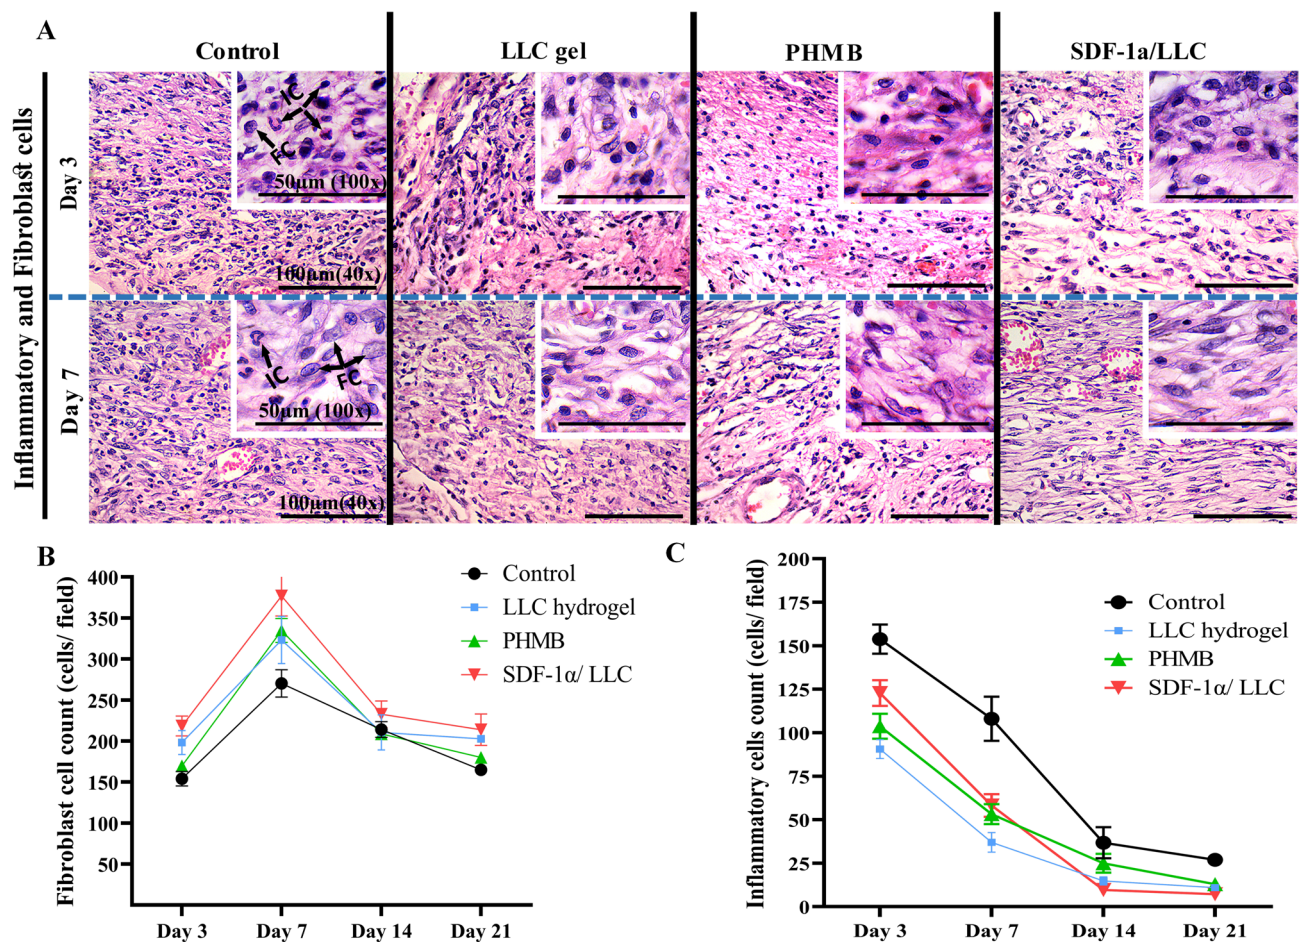 A
Control
LLC gel
PHMB
SDF-1a/LLC
Inflammatory and Fibroblast cells
Day 3
IC
FC
50μm (100x)
100μm(40x)
Day 7
IC
FC
50μm (100x)
100μm(40x)
B
Fibroblast cell count (cells/ field)
400
350
300
250
200
150
100
50
Day 3
Day 7
Day 14
Day 21
Control
LLC hydrogel
PHMB
SDF-1α/ LLC
C
Inflammatory cells count (cells/ field)
200
175
150
125
100
75
50
25
0
Day 3
Day 7
Day 14
Day 21
Control
LLC hydrogel
PHMB
SDF-1α/ LLC